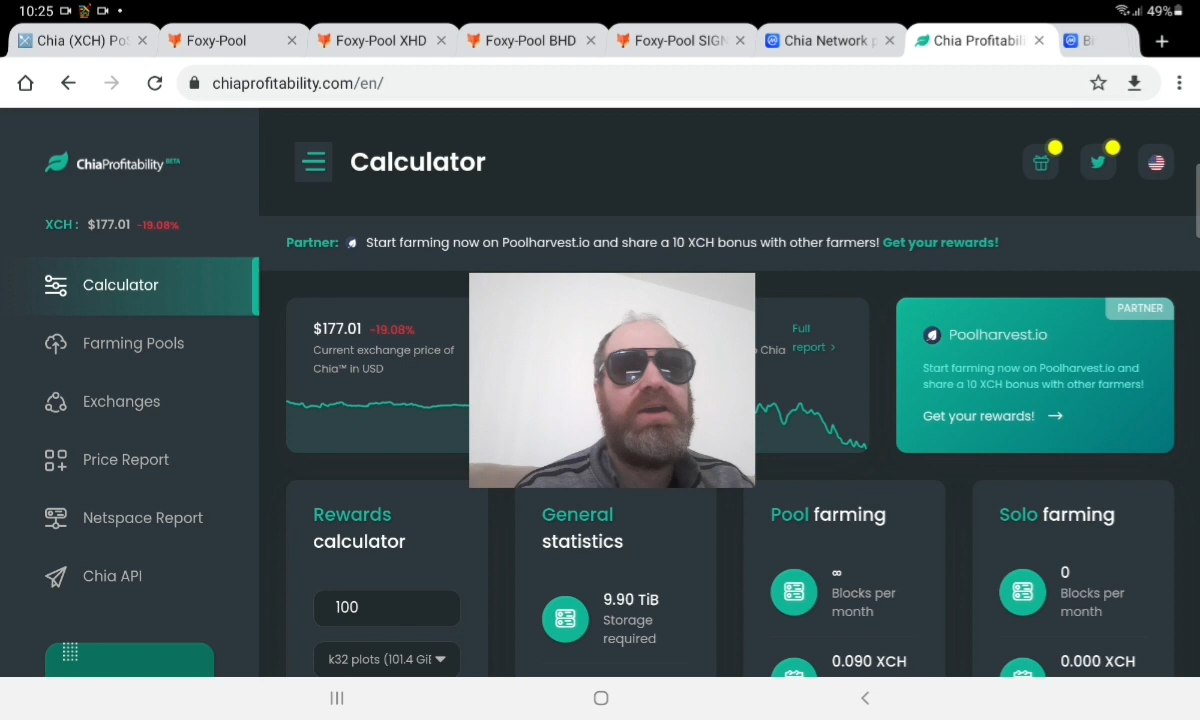 10:25
49%
Chia (XCH) PoS
Foxy-Pool
Foxy-Pool XHD
Foxy-Pool BHD
Foxy-Pool SIGN
Chia Network p
Chia Profitabili
Bi
chiaprofitability.com/en/
ChiaProfitability BETA
Calculator
XCH : $177.01 -19.08%
Partner: Start farming now on Poolharvest.io and share a 10 XCH bonus with other farmers! Get your rewards!
Calculator
Farming Pools
Exchanges
Price Report
Netspace Report
Chia API
$177.01 -19.08%
Current exchange price of
Chia™ in USD
Chia
Full
report >
PARTNER
Poolharvest.io
Start farming now on Poolharvest.io and
share a 10 XCH bonus with other farmers!
Get your rewards! →
Rewards
calculator
100
k32 plots (101.4 GiE
General
statistics
9.90 TiB
Storage
required
Pool farming
∞
Blocks per
month
0.090 XCH
Solo farming
0
Blocks per
month
0.000 XCH